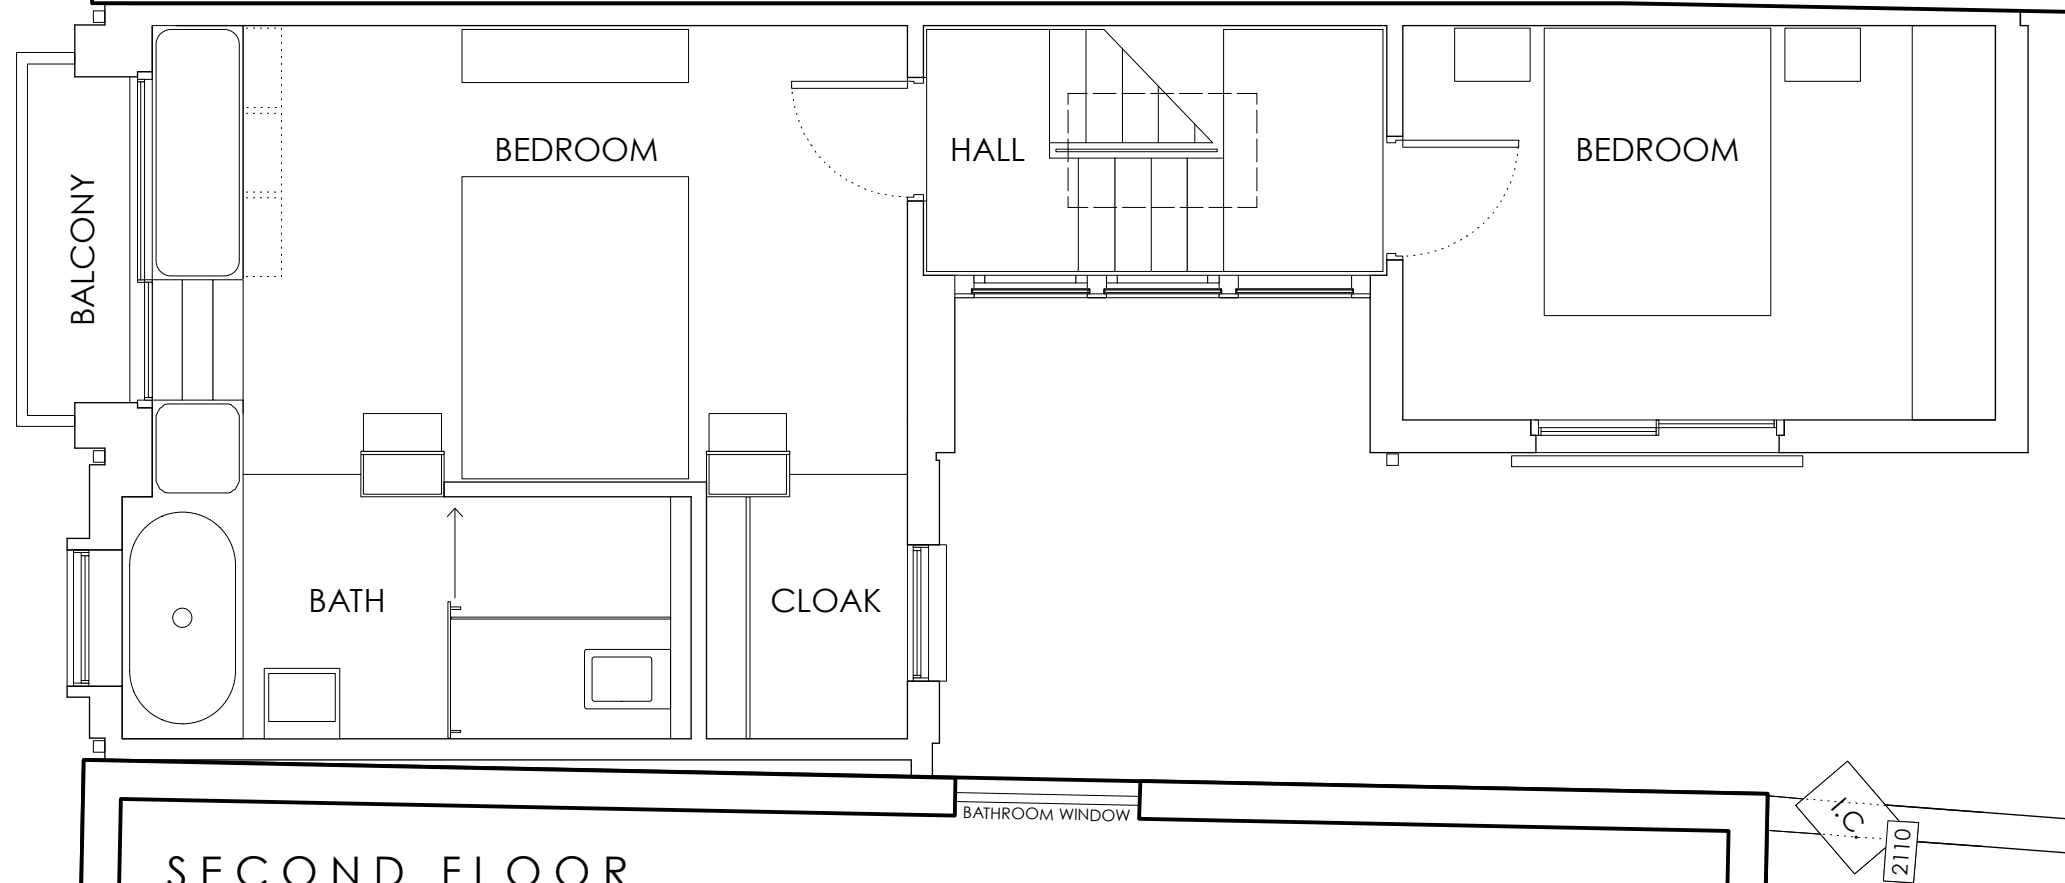 BEDROOM
HALL
BEDROOM
BALCONY
BATH
CLOAK
BATHROOM WINDOW
I.C.
2110
SECOND FLOOR